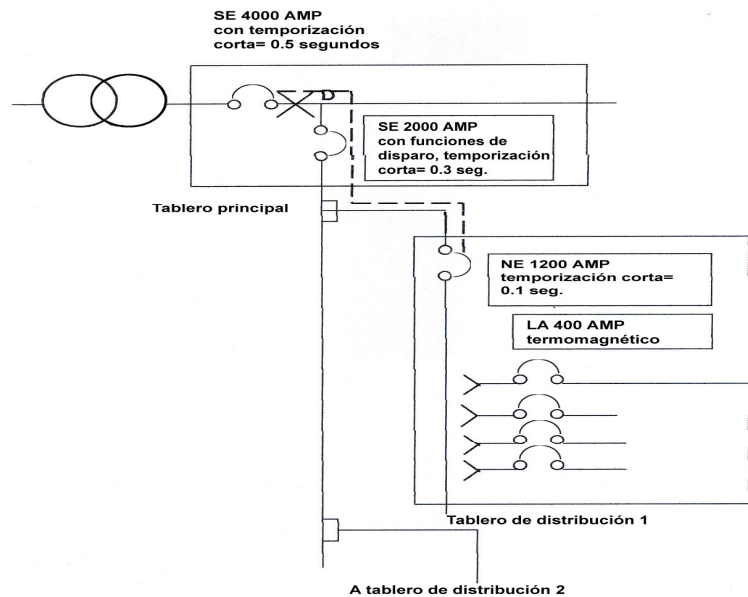 SE 4000 AMP
con temporización
corta= 0.5 segundos
D
SE 2000 AMP
con funciones de
disparo, temporización
corta= 0.3 seg.
Tablero principal
NE 1200 AMP
temporización corta=
0.1 seg.
LA 400 AMP
termomagnético
Tablero de distribución 1
A tablero de distribución 2